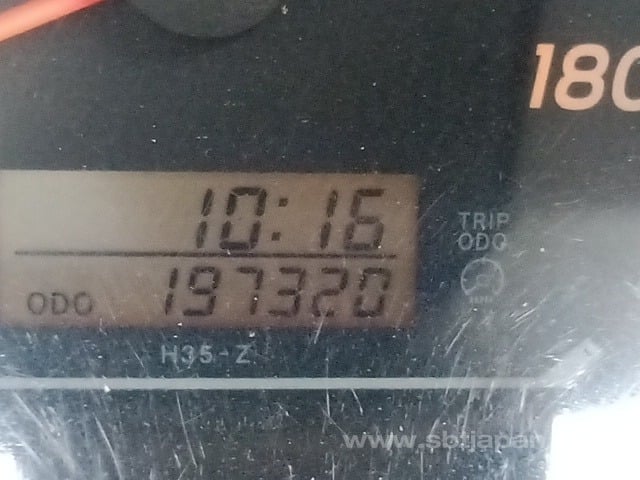 180
10:16
TRIP
ODO
ODO 197320
H35-Z
www.sbtjapan